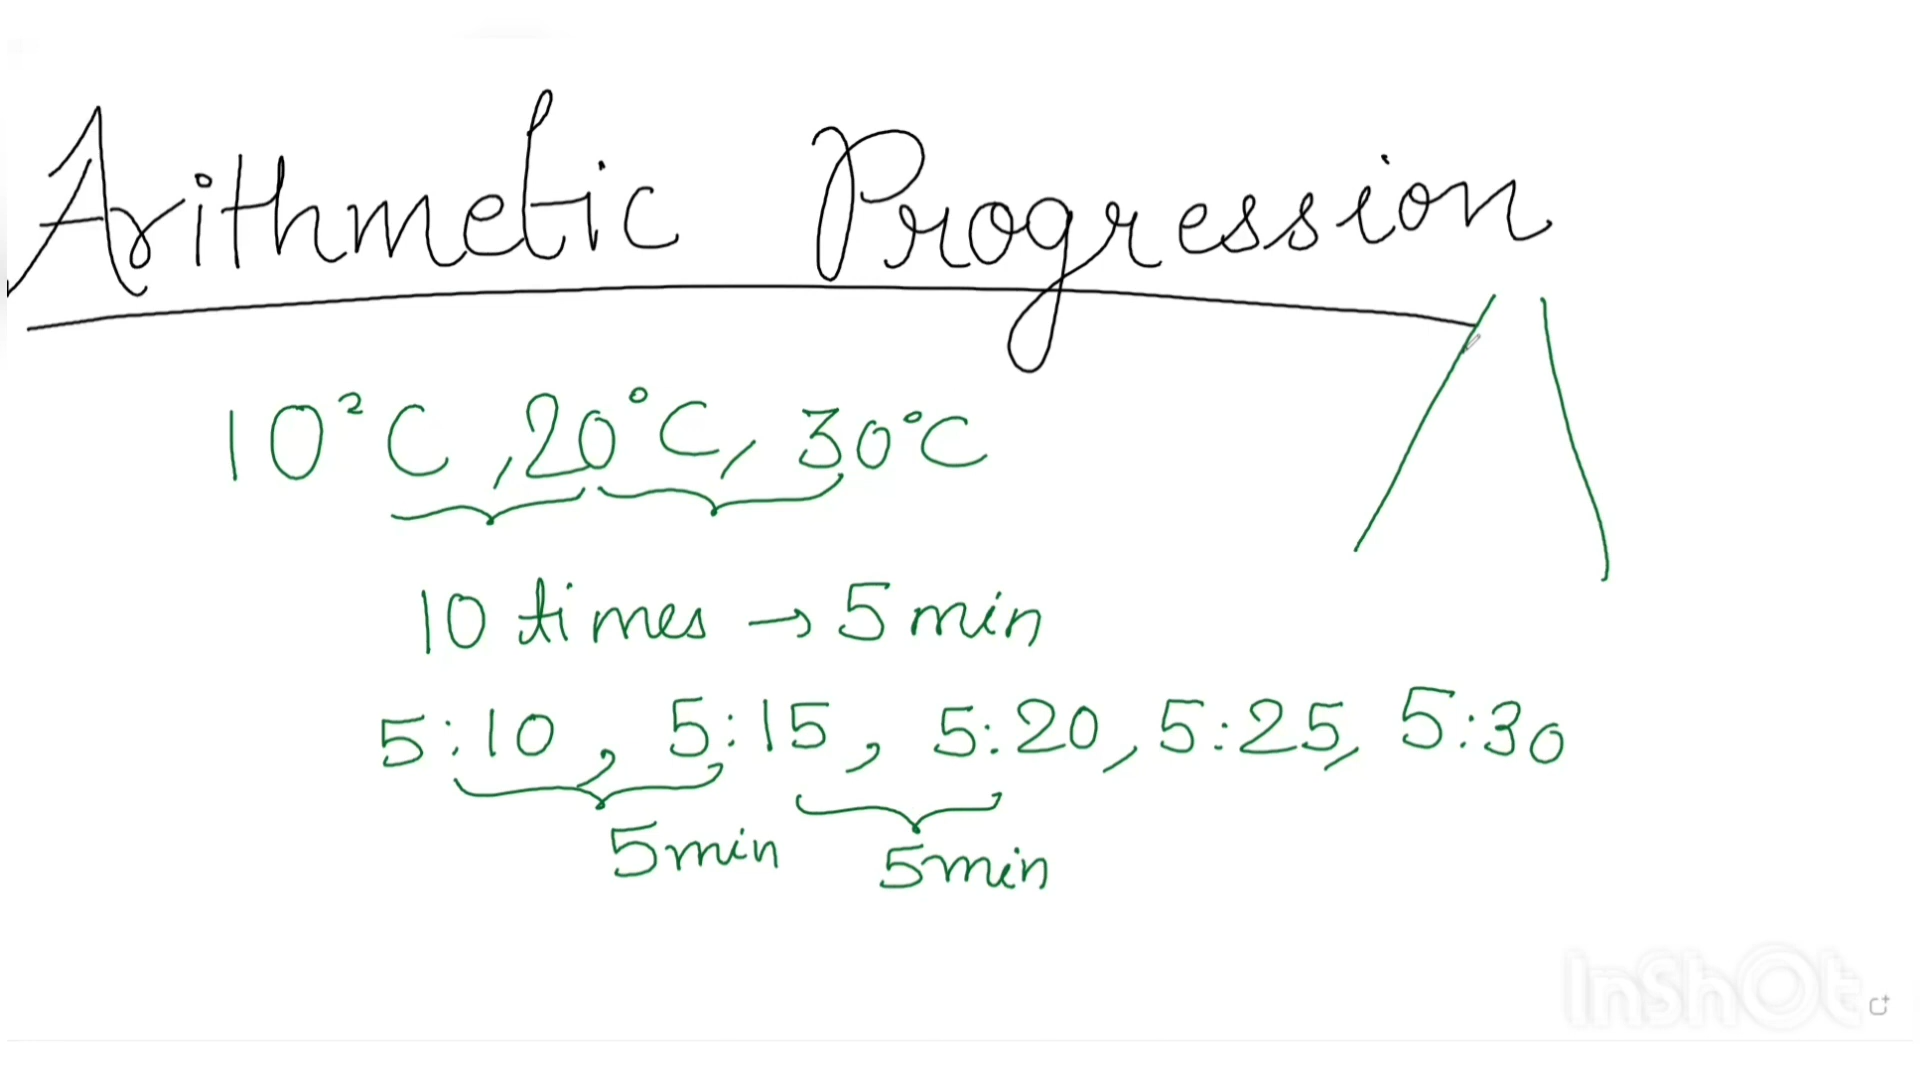 Arithmetic Progression
10°C, 20°C, 30°C
10 times → 5 min
5:10, 5:15, 5:20, 5:25, 5:30
5min 5min
InShOt